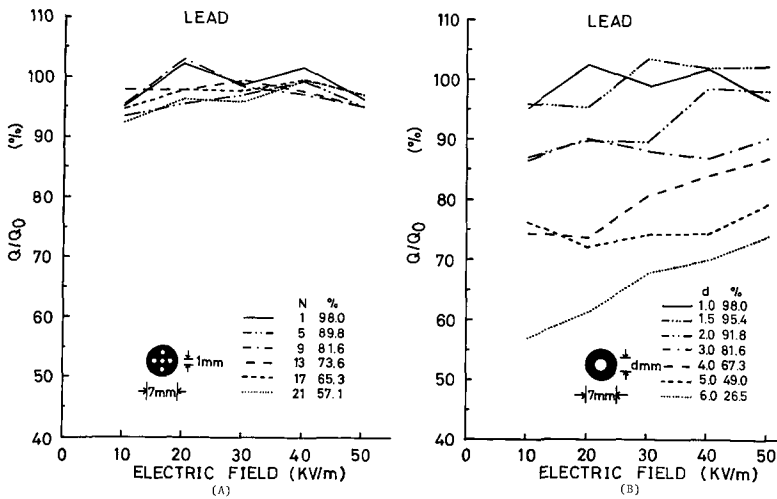 LEAD
110
100
90
80
70
60
50
40
(%)
Q/Q₀
N %
1 98.0
5 89.8
9 81.6
13 73.6
17 65.3
21 57.1
1mm
7mm
0 10 20 30 40 50
ELECTRIC FIELD (KV/m)
(A)
LEAD
110
100
90
80
70
60
50
40
(%)
Q/Q₀
d %
1.0 98.0
1.5 95.4
2.0 91.8
3.0 81.6
4.0 67.3
5.0 49.0
6.0 26.5
dmm
7mm
0 10 20 30 40 50
ELECTRIC FIELD (KV/m)
(B)